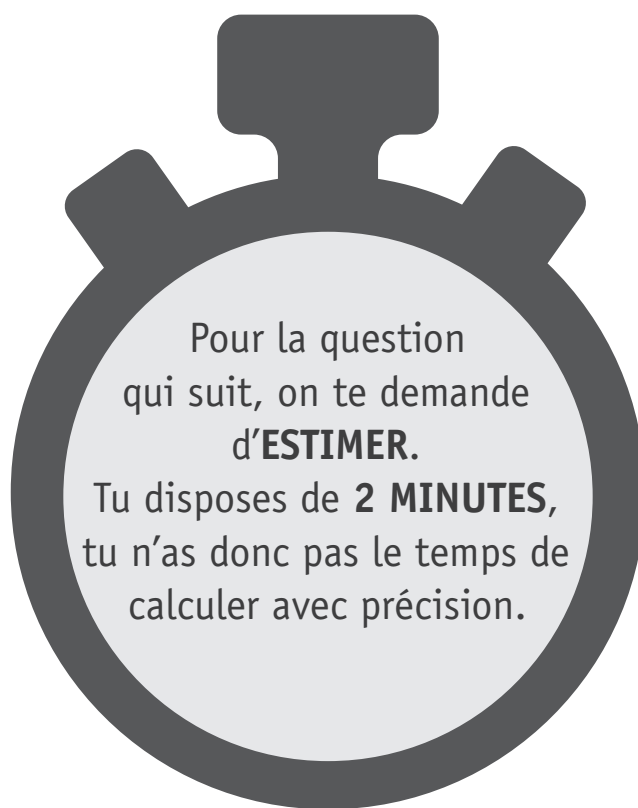 Pour la question
qui suit, on te demande
d’ESTIMER.
Tu disposes de 2 MINUTES,
tu n’as donc pas le temps de
calculer avec précision.